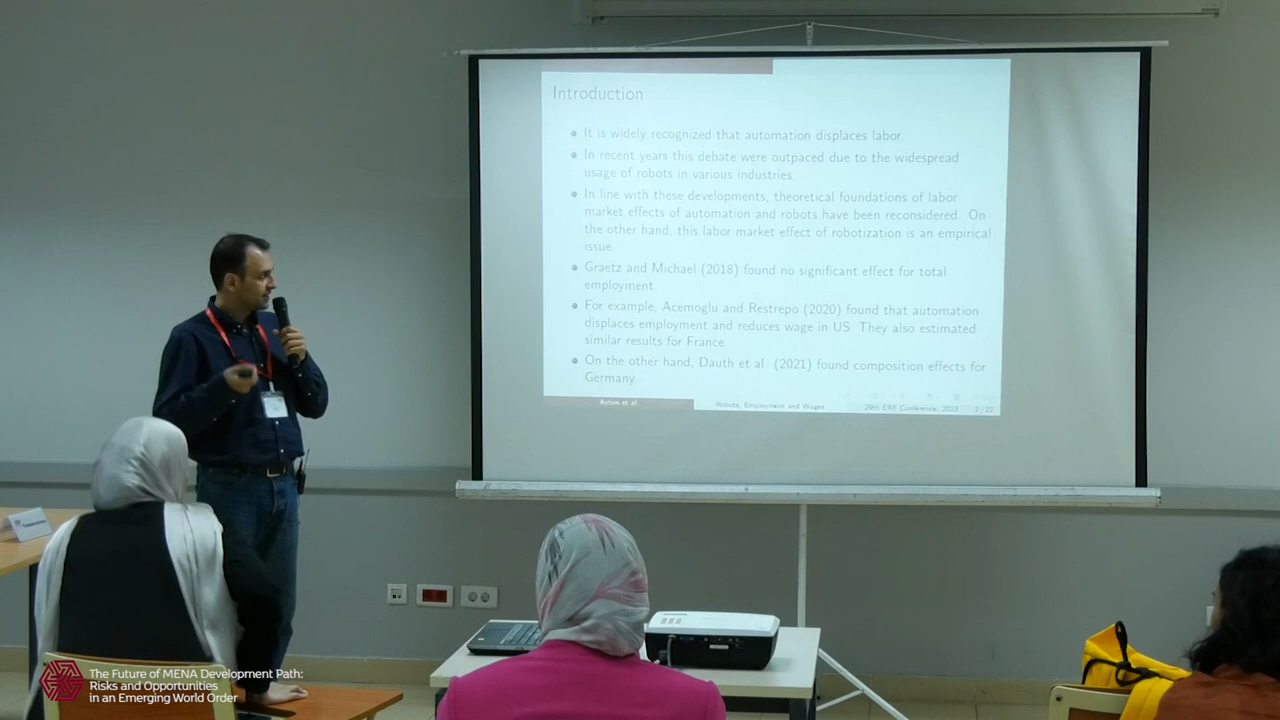 Introduction
It is widely recognized that automation displaces labor.
In recent years this debate were outpaced due to the widespread
usage of robots in various industries.
In line with these developments, theoretical foundations of labor
market effects of automation and robots have been reconsidered. On
the other hand, this labor market effect of robotization is an empirical
issue.
Graetz and Michael (2018) found no significant effect for total
employment.
For example, Acemoglu and Restrepo (2020) found that automation
displaces employment and reduces wage in US. They also estimated
similar results for France.
On the other hand, Dauth et al. (2021) found composition effects for
Germany.
Aytun et al.
Robots, Employment and Wages
29th ERF Conference, 2023
2 / 22
The Future of MENA Development Path:
Risks and Opportunities
in an Emerging World Order